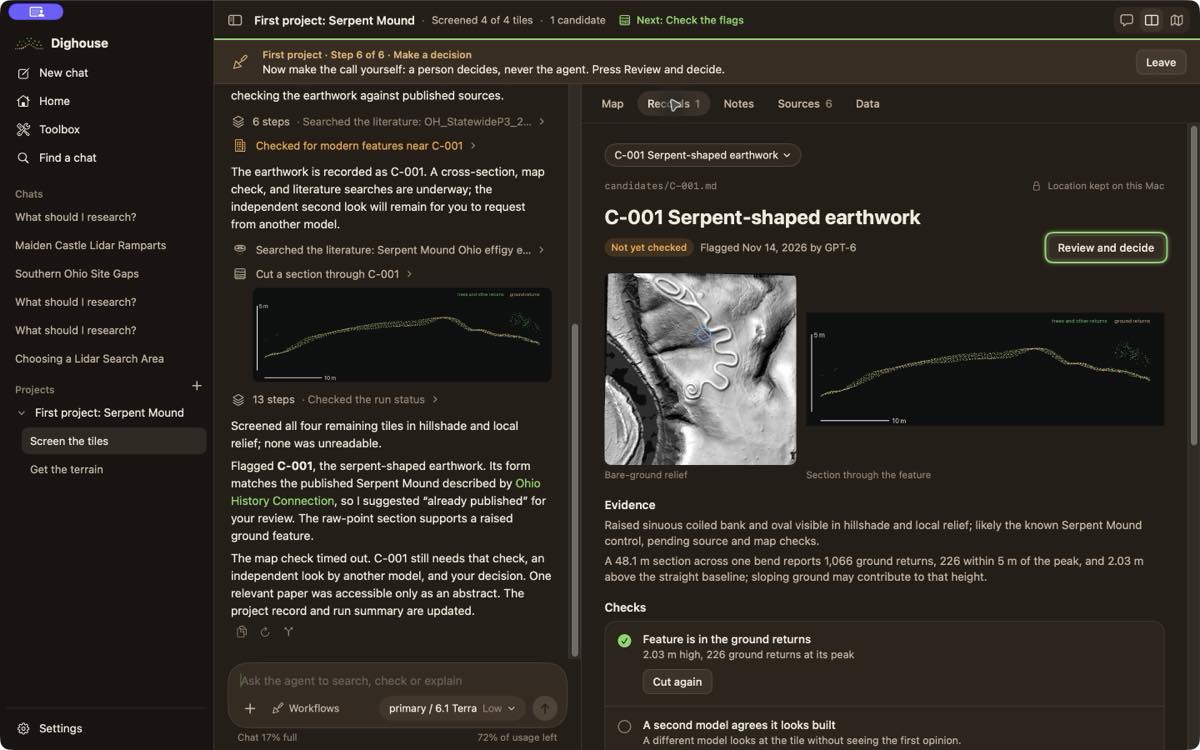 Dighouse
New chat
Home
Toolbox
Find a chat
Chats
What should I research?
Maiden Castle Lidar Ramparts
Southern Ohio Site Gaps
What should I research?
What should I research?
Choosing a Lidar Search Area
Projects
First project: Serpent Mound
Screen the tiles
Get the terrain
Settings
First project: Serpent Mound · Screened 4 of 4 tiles · 1 candidate Next: Check the flags
First project · Step 6 of 6 · Make a decision
Now make the call yourself: a person decides, never the agent. Press Review and decide.
Leave
checking the earthwork against published sources.
6 steps · Searched the literature: OH_StatewideP3_2...
Checked for modern features near C-001
The earthwork is recorded as C-001. A cross-section, map
check, and literature searches are underway; the
independent second look will remain for you to request
from another model.
Searched the literature: Serpent Mound Ohio effigy e...
Cut a section through C-001
trees and other returns ground returns
5 m
10 m
13 steps · Checked the run status
Screened all four remaining tiles in hillshade and local
relief; none was unreadable.
Flagged C-001, the serpent-shaped earthwork. Its form
matches the published Serpent Mound described by Ohio
History Connection, so I suggested “already published” for
your review. The raw-point section supports a raised
ground feature.
The map check timed out. C-001 still needs that check, an
independent look by another model, and your decision. One
relevant paper was accessible only as an abstract. The
project record and run summary are updated.
Ask the agent to search, check or explain
Workflows primary / 6.1 Terra Low
Chat 17% full 72% of usage left
Map Records 1 Notes Sources 6 Data
C-001 Serpent-shaped earthwork
candidates/C-001.md Location kept on this Mac
C-001 Serpent-shaped earthwork
Not yet checked Flagged Nov 14, 2026 by GPT-6 Review and decide
trees and other returns ground returns
5 m
10 m
Bare-ground relief Section through the feature
Evidence
Raised sinuous coiled bank and oval visible in hillshade and local relief; likely the known Serpent Mound
control, pending source and map checks.
A 48.1 m section across one bend reports 1,066 ground returns, 226 within 5 m of the peak, and 2.03 m
above the straight baseline; sloping ground may contribute to that height.
Checks
Feature is in the ground returns
2.03 m high, 226 ground returns at its peak
Cut again
A second model agrees it looks built
A different model looks at the tile without seeing the first opinion.